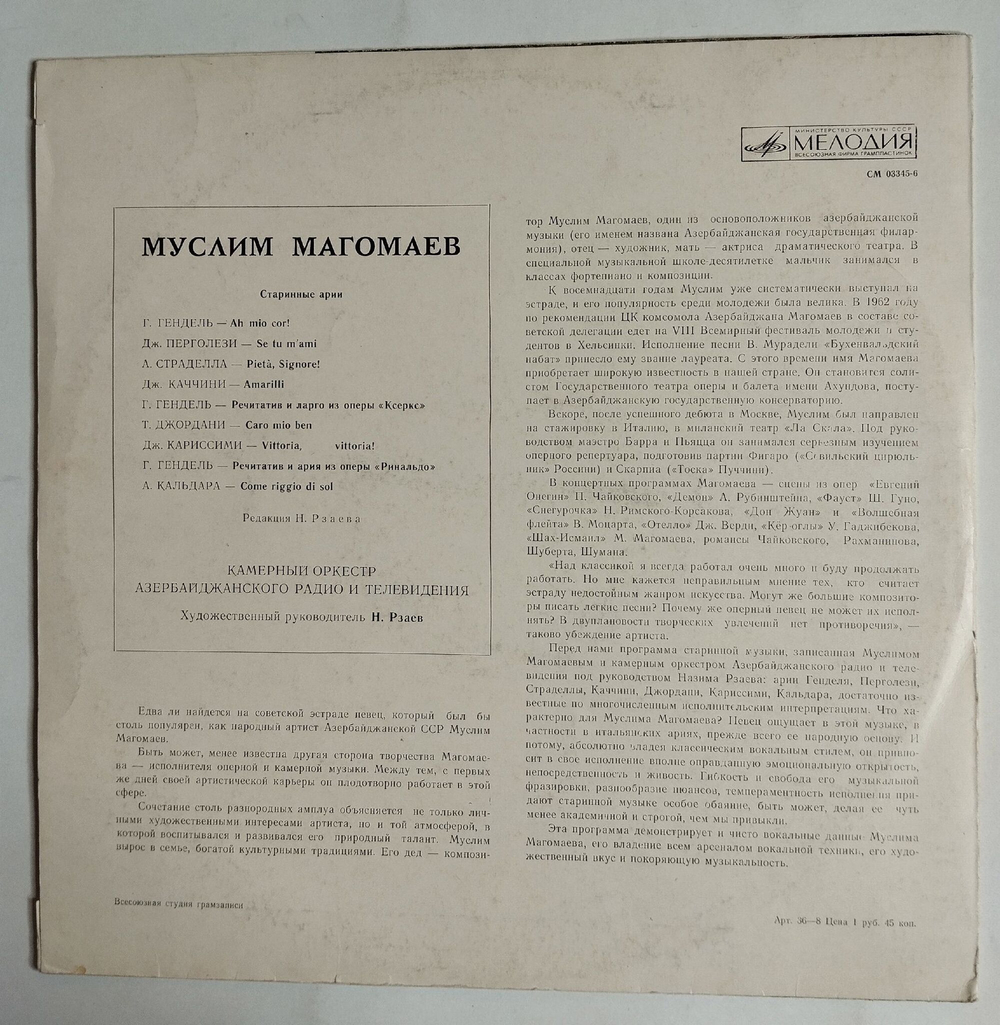 МИНИСТЕРСТВО КУЛЬТУРЫ СССР
МЕЛОДИЯ
ВСЕСОЮЗНАЯ ФИРМА ГРАМПЛАСТИНОК
СМ 03345-6
МУСЛИМ МАГОМАЕВ
Старинные арии
Г. ГЕНДЕЛЬ — Ah mio cor!
Дж. ПЕРГОЛЕЗИ — Se tu m'ami
А. СТРАДЕЛЛА — Pietà, Signore!
Дж. КАЧЧИНИ — Amarilli
Г. ГЕНДЕЛЬ — Речитатив и ларго из оперы «Ксеркс»
Т. ДЖОРДАНИ — Caro mio ben
Дж. КАРИССИМИ — Vittoria, vittoria!
Г. ГЕНДЕЛЬ — Речитатив и ария из оперы «Ринальдо»
А. КАЛЬДАРА — Come riggio di sol
Редакция Н. Рзаева
КАМЕРНЫЙ ОРКЕСТР
АЗЕРБАЙДЖАНСКОГО РАДИО И ТЕЛЕВИДЕНИЯ
Художественный руководитель Н. Рзаев
Едва ли найдется на советской эстраде певец, который был бы
столь популярен, как народный артист Азербайджанской ССР Муслим
Магомаев.
Быть может, менее известна другая сторона творчества Магомае-
ва — исполнителя оперной и камерной музыки. Между тем, с первых
же дней своей артистической карьеры он плодотворно работает в этой
сфере.
Сочетание столь разнородных амплуа объясняется не только лич-
ными художественными интересами артиста, но и той атмосферой, в
которой воспитывался и развивался его природный талант. Муслим
вырос в семье, богатой культурными традициями. Его дед — компози-
тор Муслим Магомаев, один из основоположников азербайджанской
музыки (его именем названа Азербайджанская государственная филар-
мония), отец — художник, мать — актриса драматического театра. В
специальной музыкальной школе-десятилетке мальчик занимался в
классах фортепиано и композиции.
К восемнадцати годам Муслим уже систематически выступал на
эстраде, и его популярность среди молодежи была велика. В 1962 году
по рекомендации ЦК комсомола Азербайджана Магомаев в составе со-
ветской делегации едет на VIII Всемирный фестиваль молодежи и сту-
дентов в Хельсинки. Исполнение песни В. Мурадели «Бухенвальдский
набат» принесло ему звание лауреата. С этого времени имя Магомаева
приобретает широкую известность в нашей стране. Он становится соли-
стом Государственного театра оперы и балета имени Ахундова, посту-
пает в Азербайджанскую государственную консерваторию.
Вскоре, после успешного дебюта в Москве, Муслим был направлен
на стажировку в Италию, в миланский театр «Ла Скала». Под руко-
водством маэстро Барра и Пьяцца он занимался серьезным изучением
оперного репертуара, подготовив партии Фигаро («Севильский цирюль-
ник» Россини) и Скарпиа («Тоска» Пуччини).
В концертных программах Магомаева — сцены из опер «Евгений
Онегин» П. Чайковского, «Демон» А. Рубинштейна, «Фауст» Ш. Гуно,
«Снегурочка» Н. Римского-Корсакова, «Дон Жуан» и «Волшебная
флейта» В. Моцарта, «Отелло» Дж. Верди, «Кёр-оглы» У. Гаджибекова,
«Шах-Исмаил» М. Магомаева, романсы Чайковского, Рахманинова,
Шуберта, Шумана.
«Над классикой я всегда работал очень много и буду продолжать
работать. Но мне кажется неправильным мнение тех, кто считает
эстраду недостойным жанром искусства. Могут же большие композито-
ры писать легкие песни? Почему же оперный певец не может их испол-
нять? В двуплановости творческих увлечений нет противоречия», —
таково убеждение артиста.
Перед нами программа старинной музыки, записанная Муслимом
Магомаевым и камерным оркестром Азербайджанского радио и теле-
видения под руководством Назима Рзаева: арии Генделя, Перголези,
Страделлы, Каччини, Джордани, Кариссими, Кальдара, достаточно из-
вестные по многочисленным исполнительским интерпретациям. Что ха-
рактерно для Муслима Магомаева? Певец ощущает в этой музыке, в
частности в итальянских ариях, прежде всего ее народную основу. И
потому, абсолютно владея классическим вокальным стилем, он привно-
сит в свое исполнение вполне оправданную эмоциональную открытость,
непосредственность и живость. Гибкость и свобода его музыкальной
фразировки, разнообразие нюансов, темпераментность исполнения при-
дают старинной музыке особое обаяние, быть может, делая ее чуть
менее академичной и строгой, чем мы привыкли.
Эта программа демонстрирует и чисто вокальные данные Муслима
Магомаева, его владение всем арсеналом вокальной техники, его худо-
жественный вкус и покоряющую музыкальность.
Всесоюзная студия грамзаписи
Арт. 36—8 Цена 1 руб. 45 коп.